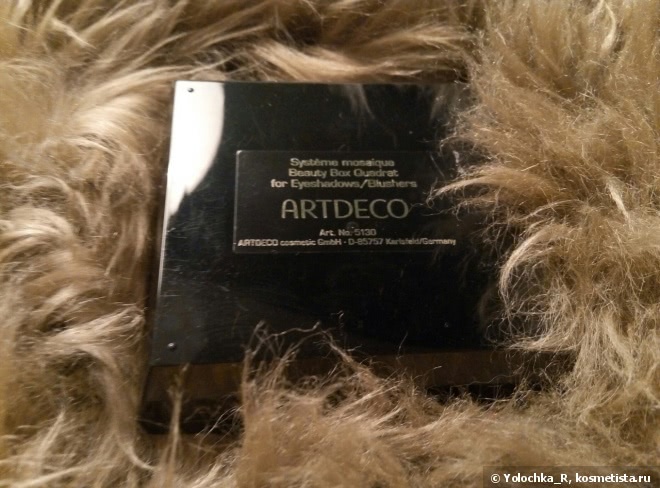 Système mosaïque
Beauty Box Quadrat
for Eyeshadows/Blushers
ARTDECO
Art. No. 5130
ARTDECO cosmetic GmbH · D-85757 Karlsfeld/Germany
© Yolochka_R, kosmetista.ru